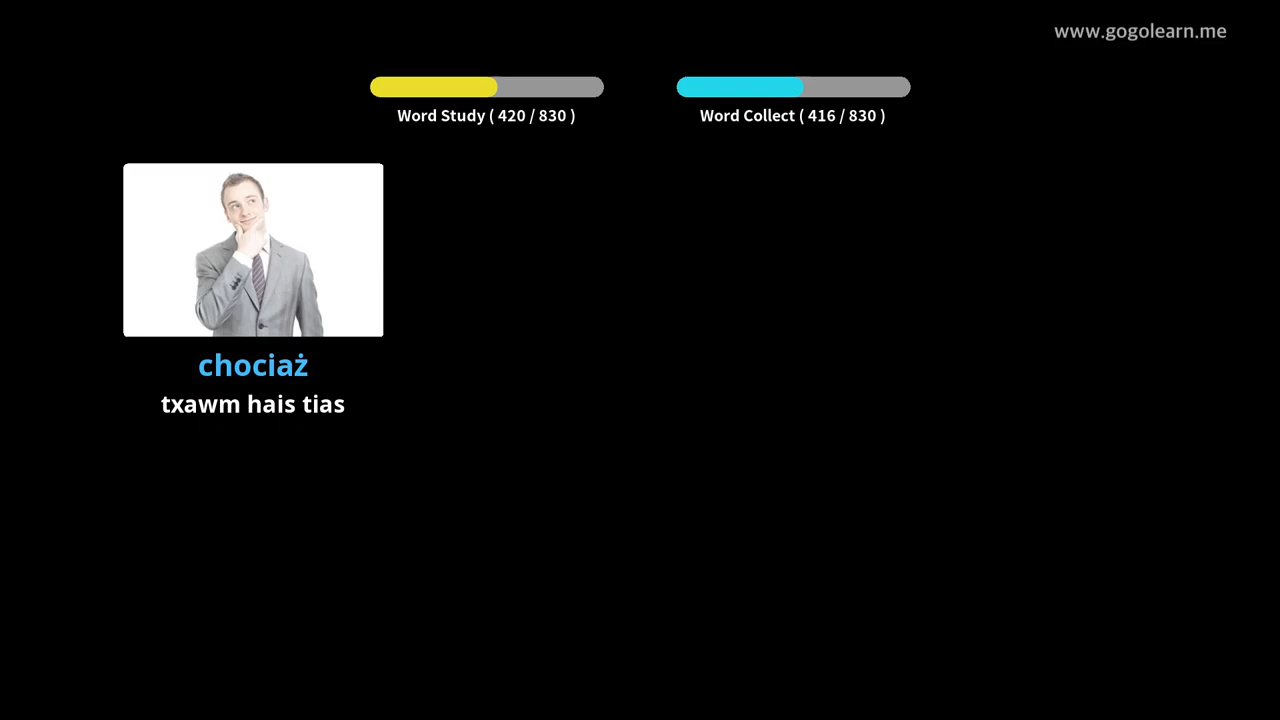 www.gogolearn.me
Word Study ( 420 / 830 )
Word Collect ( 416 / 830 )
chociaż
txawm hais tias